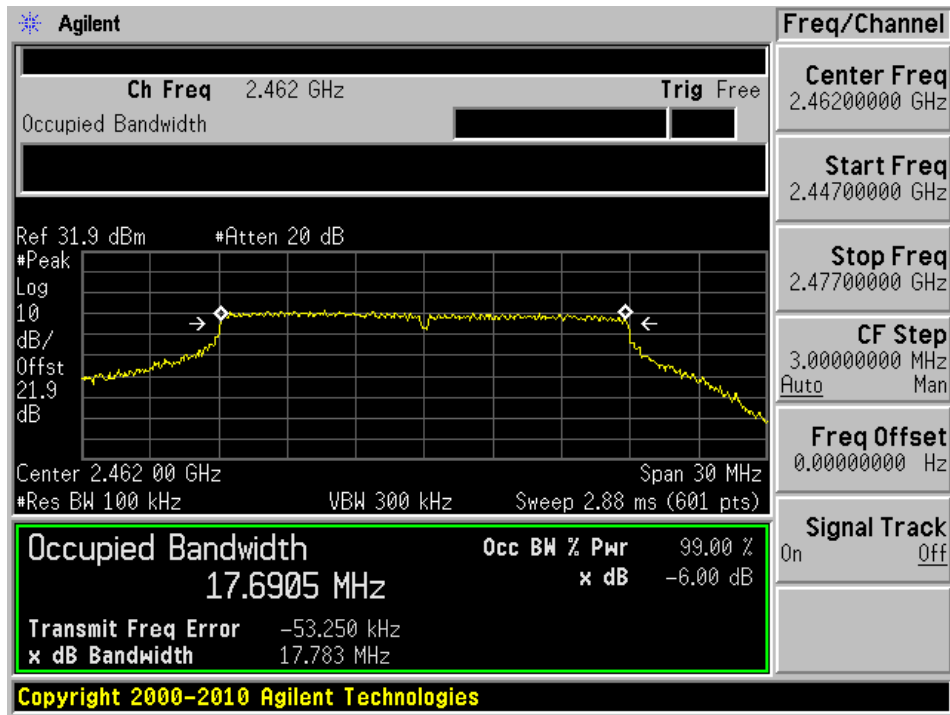 Agilent
Freq/Channel
Ch Freq 2.462 GHz Trig Free
Occupied Bandwidth
Center Freq
2.46200000 GHz
Start Freq
2.44700000 GHz
Stop Freq
2.47700000 GHz
CF Step
3.00000000 MHz
Auto Man
Freq Offset
0.00000000 Hz
Signal Track
On Off
Ref 31.9 dBm #Atten 20 dB
#Peak
Log
10
dB/
Offst
21.9
dB
Center 2.462 00 GHz Span 30 MHz
#Res BW 100 kHz VBW 300 kHz Sweep 2.88 ms (601 pts)
Occupied Bandwidth Occ BW % Pwr 99.00 %
17.6905 MHz x dB -6.00 dB
Transmit Freq Error -53.250 kHz
x dB Bandwidth 17.783 MHz
Copyright 2000-2010 Agilent Technologies